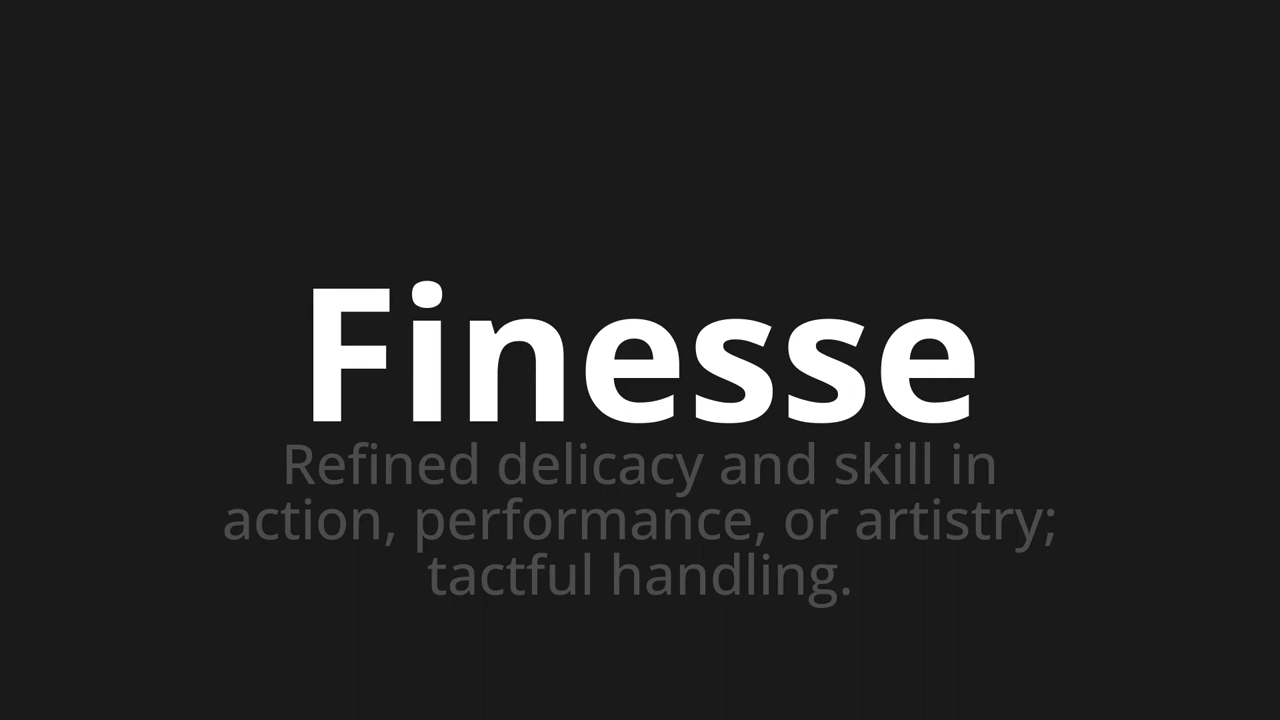 Finesse
Refined delicacy and skill in
action, performance, or artistry;
tactful handling.